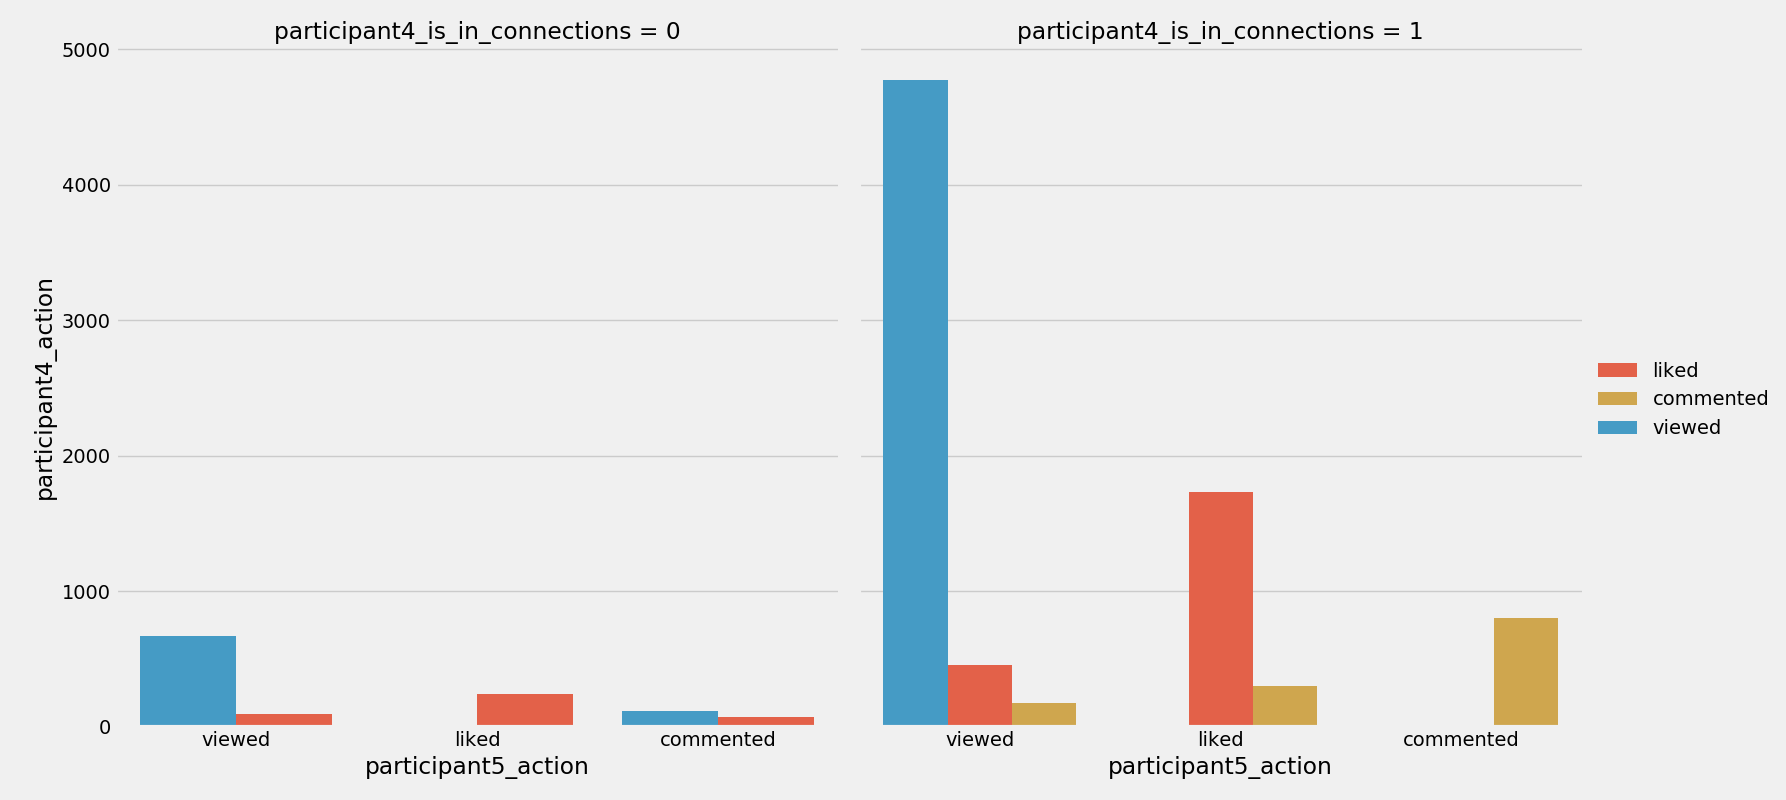 participant4_is_in_connections = 0
participant4_is_in_connections = 1
5000
4000
3000
2000
1000
0
participant4_action
viewed
liked
commented
participant5_action
viewed
liked
commented
participant5_action
liked
commented
viewed